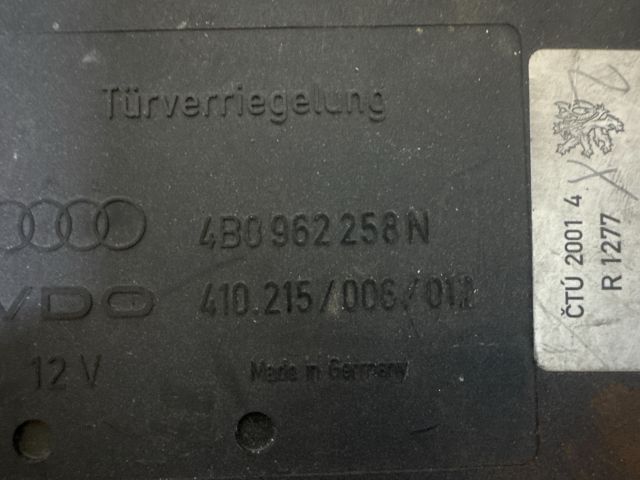 Türverriegelung
4B0 962 258 N
VDO 410.215/006/012
12 V Made in Germany
ČTÚ 2001 4
R 1277